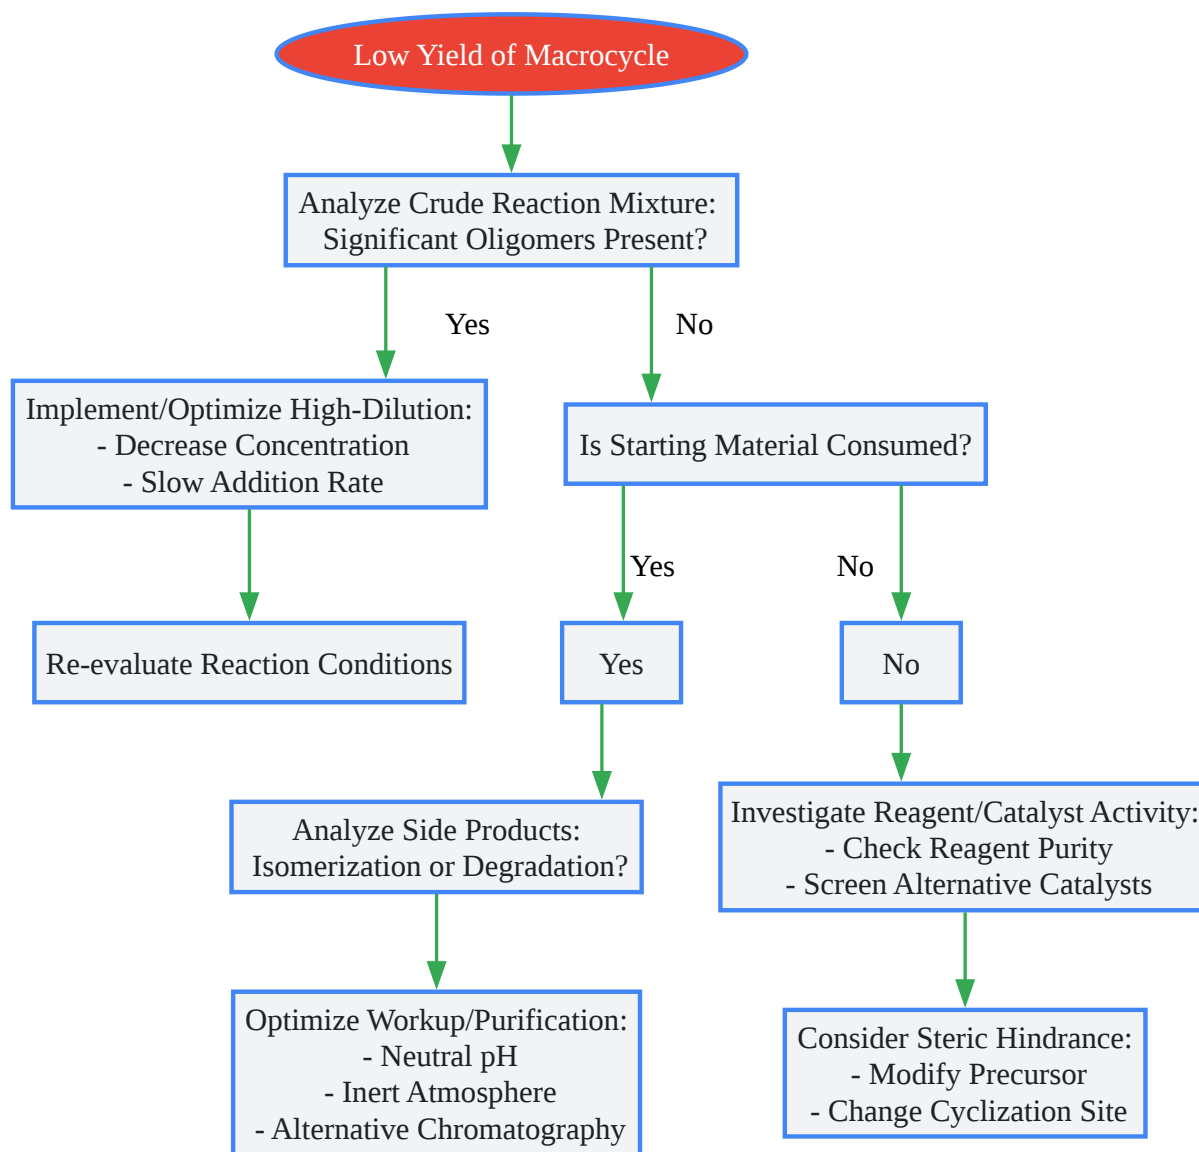 Low Yield of Macrocycle
Analyze Crude Reaction Mixture:
Significant Oligomers Present?
Yes
No
Implement/Optimize High-Dilution:
- Decrease Concentration
- Slow Addition Rate
Is Starting Material Consumed?
Yes
No
Re-evaluate Reaction Conditions
Yes
No
Analyze Side Products:
Isomerization or Degradation?
Investigate Reagent/Catalyst Activity:
- Check Reagent Purity
- Screen Alternative Catalysts
Optimize Workup/Purification:
- Neutral pH
- Inert Atmosphere
- Alternative Chromatography
Consider Steric Hindrance:
- Modify Precursor
- Change Cyclization Site